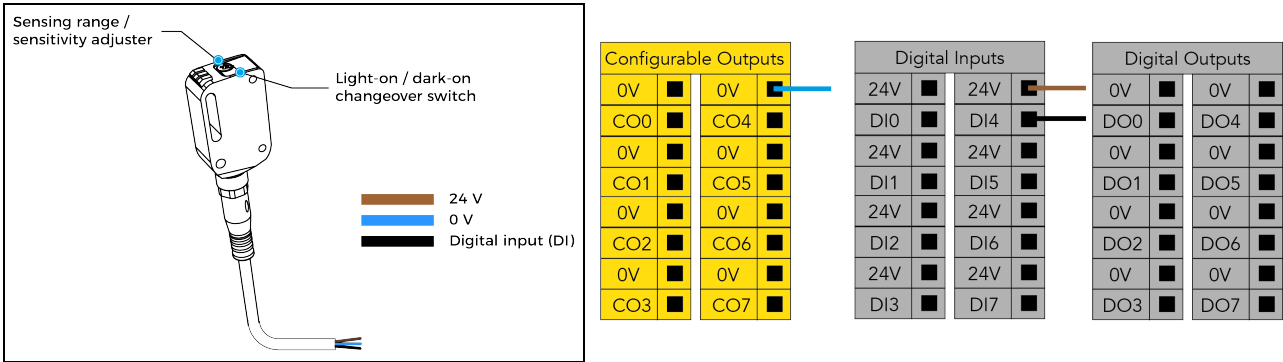 Sensing range /
sensitivity adjuster
Light-on / dark-on
changeover switch
24 V
0 V
Digital input (DI)
Configurable Outputs
0V 0V
CO0 CO4
0V 0V
CO1 CO5
0V 0V
CO2 CO6
0V 0V
CO3 CO7
Digital Inputs
24V 24V
DI0 DI4
24V 24V
DI1 DI5
24V 24V
DI2 DI6
24V 24V
DI3 DI7
Digital Outputs
0V 0V
DO0 DO4
0V 0V
DO1 DO5
0V 0V
DO2 DO6
0V 0V
DO3 DO7